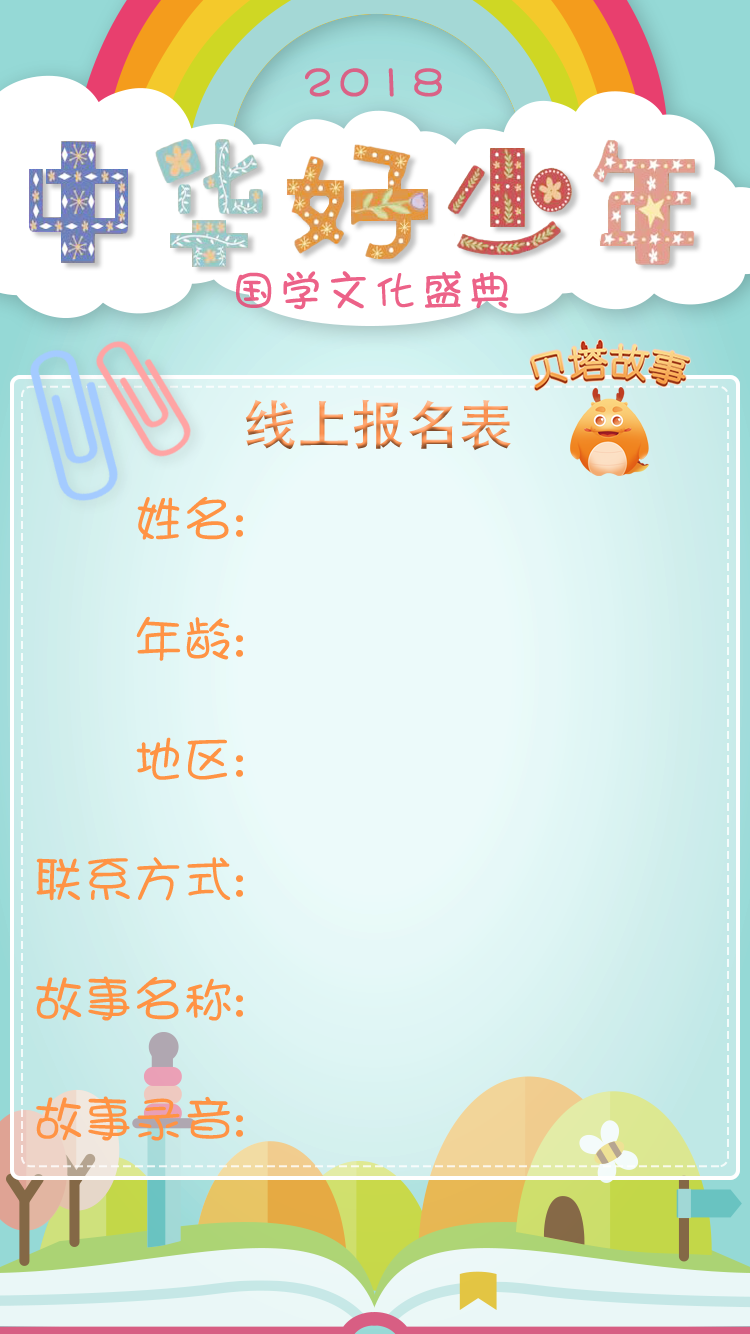 2018
中华好少年
国学文化盛典
贝塔故事
线上报名表
姓名:
年龄:
地区:
联系方式:
故事名称:
故事录音: